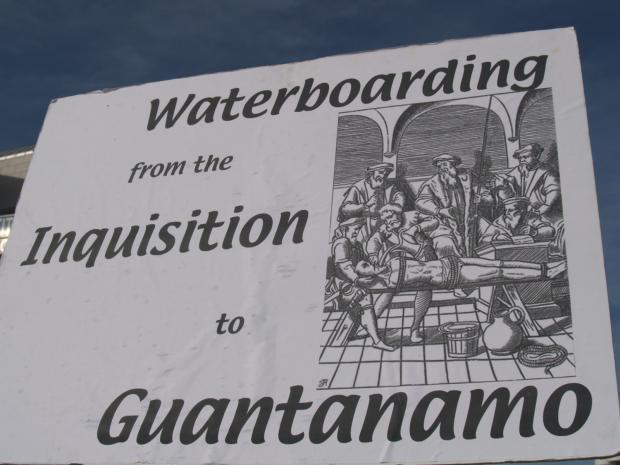 Waterboarding
from the
Inquisition
to
Guantanamo